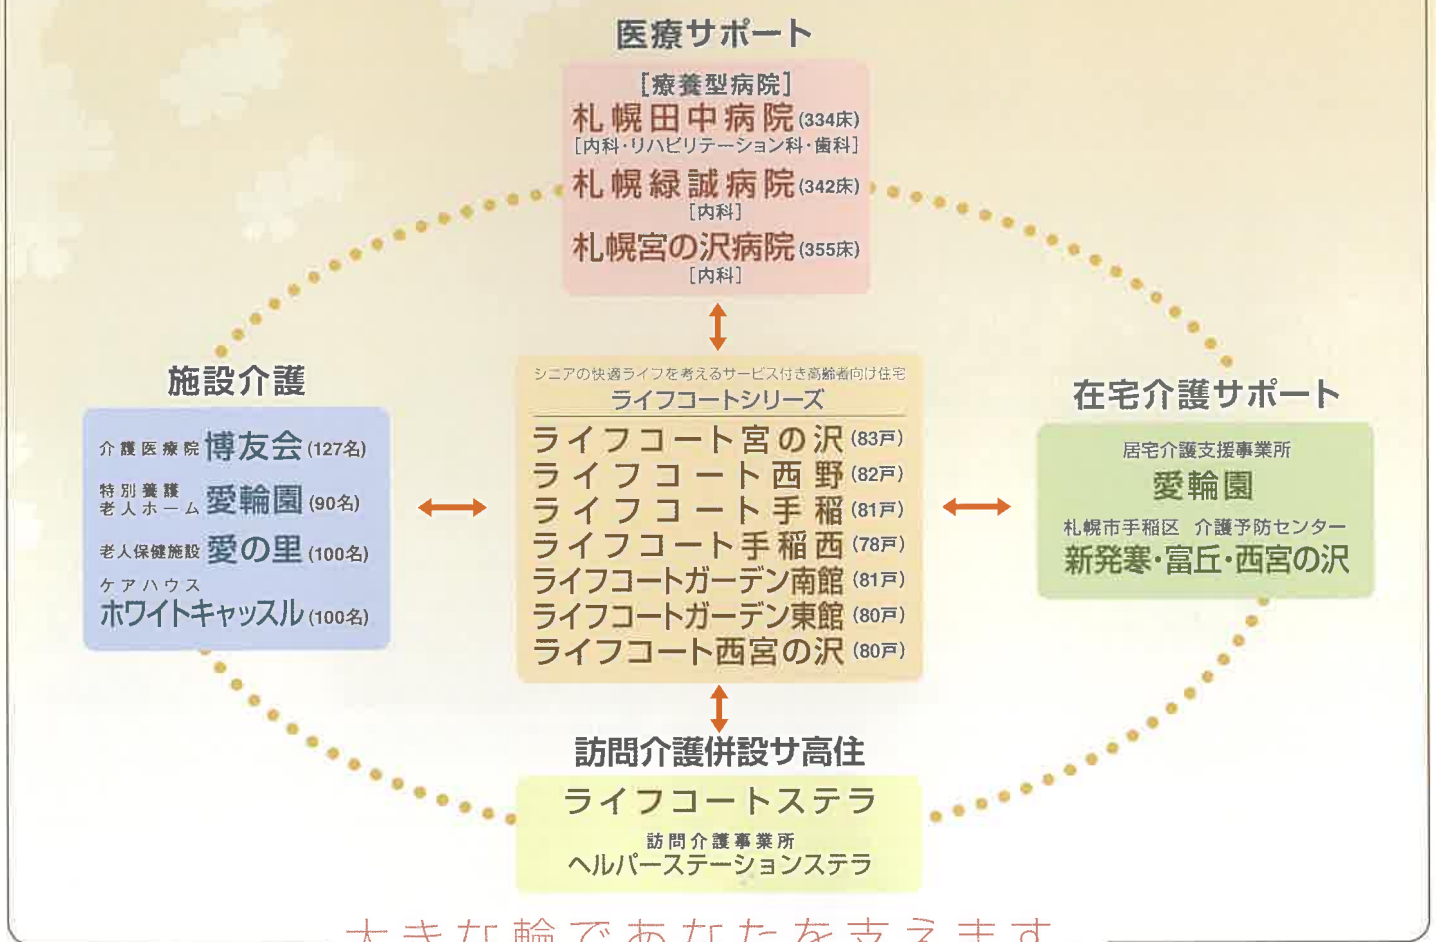 医療サポート
[療養型病院]
札幌田中病院(334床)
[内科・リハビリテーション科・歯科]
札幌緑誠病院(342床)
[内科]
札幌宮の沢病院(355床)
[内科]
施設介護
介護医療院 博友会(127名)
特別養護
老人ホーム 愛輪園(90名)
老人保健施設 愛の里(100名)
ケアハウス
ホワイトキャッスル(100名)
シニアの快適ライフを考えるサービス付き高齢者向け住宅
ライフコートシリーズ
ライフコート宮の沢(83戸)
ライフコート西野(82戸)
ライフコート手稲(81戸)
ライフコート手稲西(78戸)
ライフコートガーデン南館(81戸)
ライフコートガーデン東館(80戸)
ライフコート西宮の沢(80戸)
在宅介護サポート
居宅介護支援事業所
愛輪園
札幌市手稲区 介護予防センター
新発寒・富丘・西宮の沢
訪問介護併設サ高住
ライフコートステラ
訪問介護事業所
ヘルパーステーションステラ
大きな輪であなたを支えます